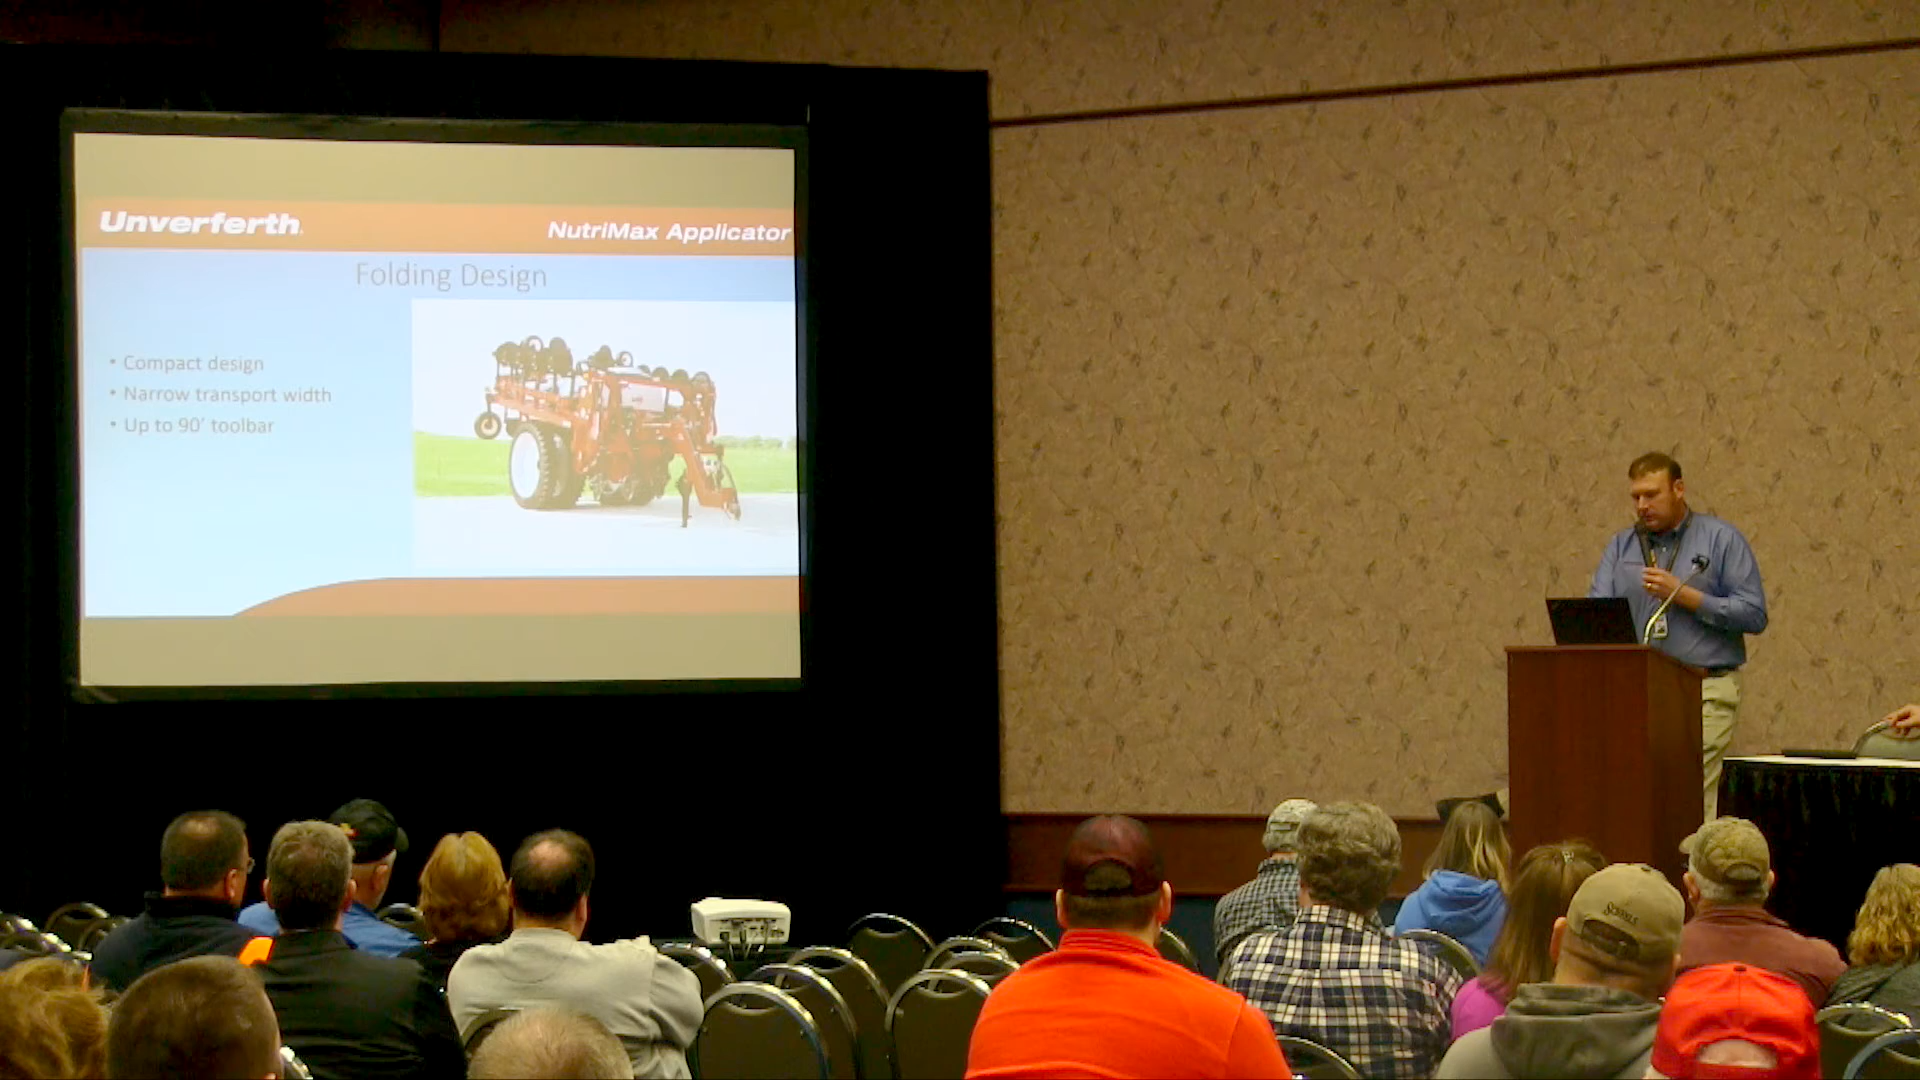 Unverferth
NutriMax Applicator
Folding Design
• Compact design
• Narrow transport width
• Up to 90' toolbar